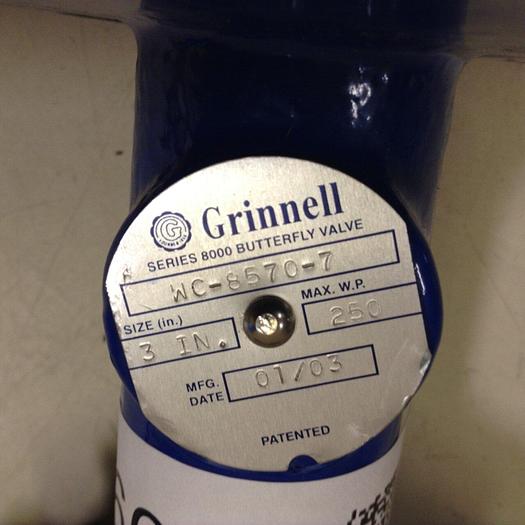 Grinnell
SERIES 8000 BUTTERFLY VALVE
WC-8570-7
SIZE (in.)
3 IN.
MAX. W.P.
250
MFG. DATE
01/03
PATENTED